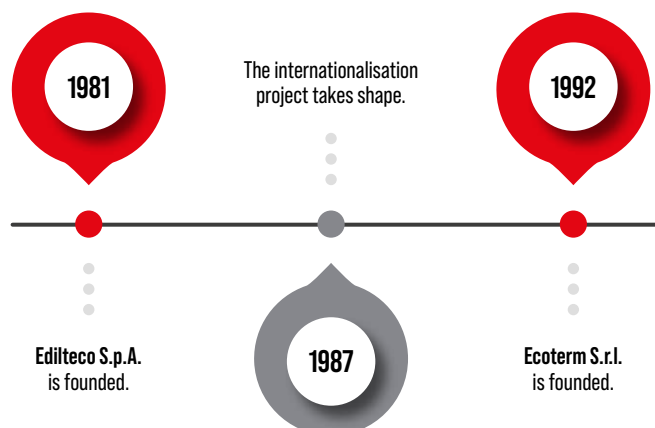 1981
Edilteco S.p.A.
is founded.
The internationalisation
project takes shape.
1987
1992
Ecoterm S.r.l.
is founded.